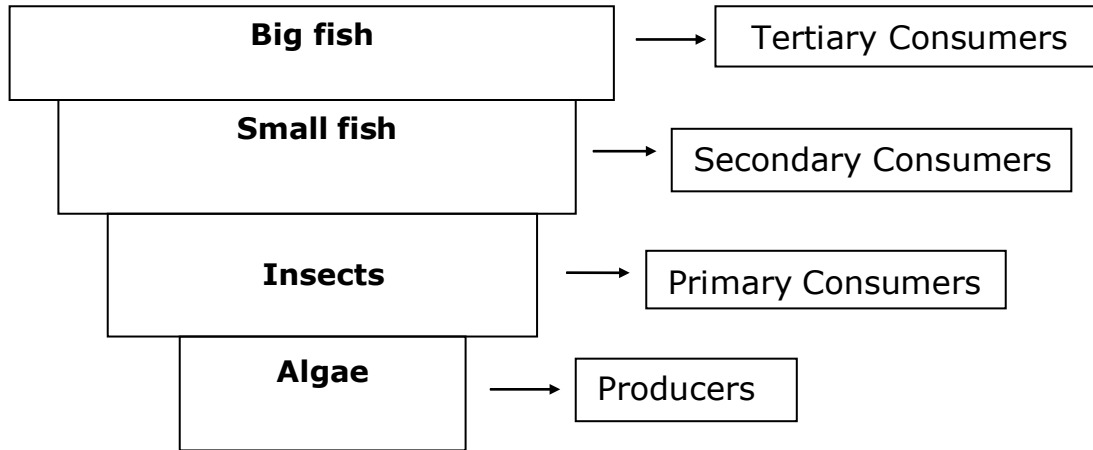 Big fish
Tertiary Consumers
Small fish
Secondary Consumers
Insects
Primary Consumers
Algae
Producers